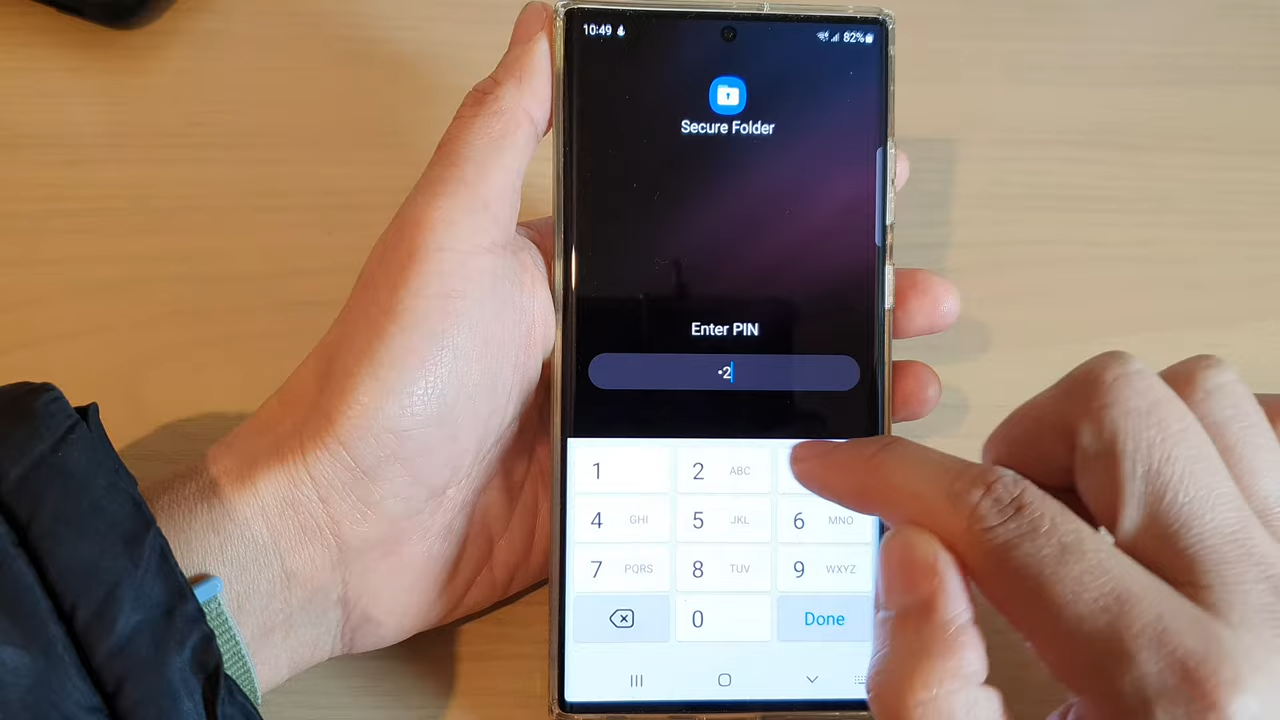 10:49 82%
Secure Folder
Enter PIN
•2
1 2 ABC
4 GHI 5 JKL 6 MNO
7 PQRS 8 TUV 9 WXYZ
0 Done